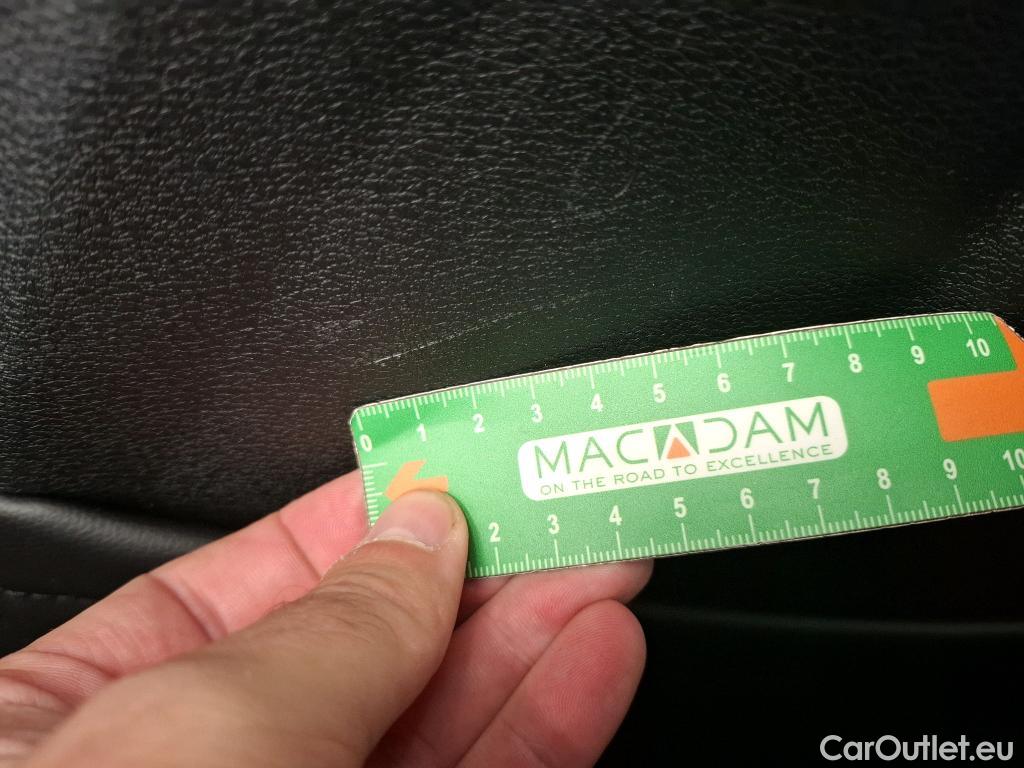 0 1 2 3 4 5 6 7 8 9 10
MACADAM
ON THE ROAD TO EXCELLENCE
2 3 4 5 6 7 8 9 10
CarOutlet.eu